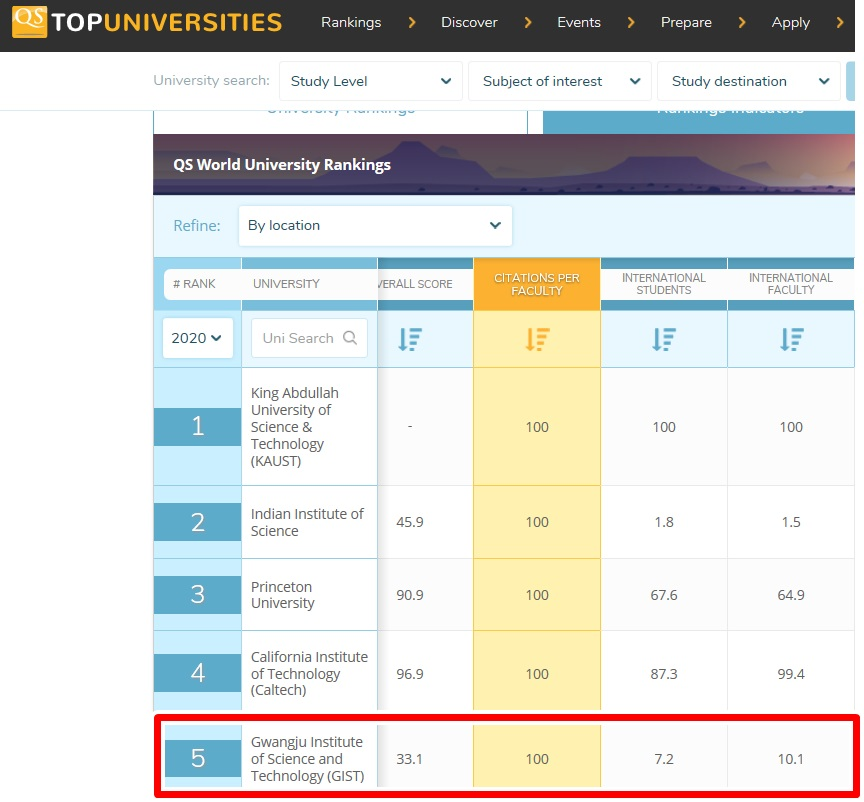 QS TOPUNIVERSITIES
Rankings Discover Events Prepare Apply
University search: Study Level Subject of interest Study destination
University Rankings Rankings Indicators
QS World University Rankings
Refine: By location
# RANK UNIVERSITY VERALL SCORE CITATIONS PER FACULTY INTERNATIONAL STUDENTS INTERNATIONAL FACULTY
2020 Uni Search
1 King Abdullah University of Science & Technology (KAUST) - 100 100 100
2 Indian Institute of Science 45.9 100 1.8 1.5
3 Princeton University 90.9 100 67.6 64.9
4 California Institute of Technology (Caltech) 96.9 100 87.3 99.4
5 Gwangju Institute of Science and Technology (GIST) 33.1 100 7.2 10.1